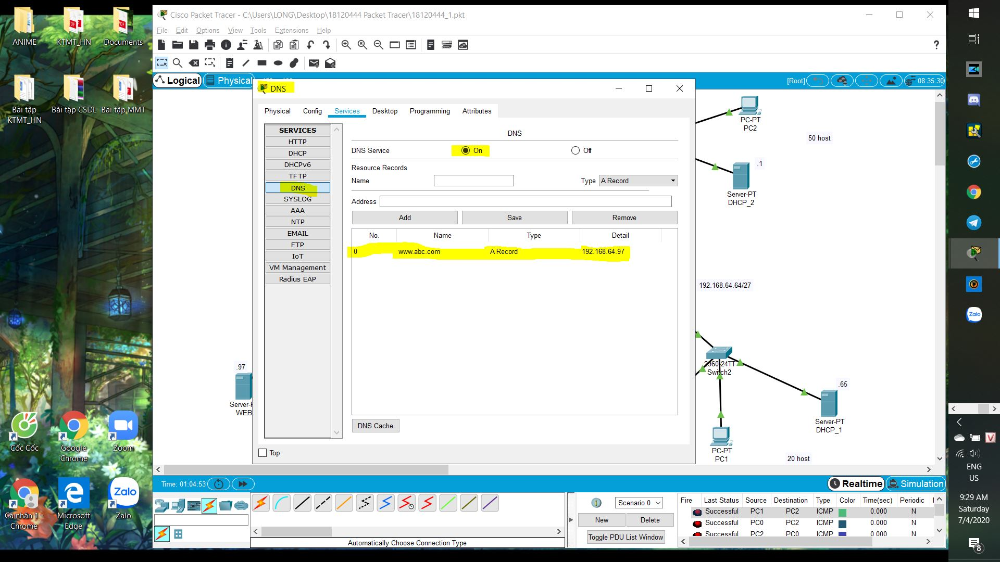 ANIME
KTMT_HN
Documents
Bài tập
KTMT_HN
Bài tập CSDL
Bài tập MMT
Cốc Cốc
Google
Chrome
Zoom
Cá nhân 1 -
Chrome
Microsoft
Edge
Zalo
Zalo
Cisco Packet Tracer - C:\Users\LONG\Desktop\18120444 Packet Tracer\18120444_1.pkt
File Edit Options View Tools Extensions Help
?
Logical
Physical
[Root]
08:35:30
DNS
Physical Config Services Desktop Programming Attributes
SERVICES
HTTP
DHCP
DHCPv6
TFTP
DNS
SYSLOG
AAA
NTP
EMAIL
FTP
IoT
VM Management
Radius EAP
DNS
DNS Service On Off
Resource Records
Name Type A Record
Address
Add Save Remove
No. Name Type Detail
0 www.abc.com A Record 192.168.64.97
DNS Cache
Top
PC-PT
PC2
50 host
.1
Server-PT
DHCP_2
192.168.64.64/27
2960-24TT
Switch2
.65
Server-PT
DHCP_1
PC-PT
PC1
20 host
.97
Server-P
WEB
Time: 01:04:53
Realtime
Simulation
Automatically Choose Connection Type
Scenario 0
New Delete
Toggle PDU List Window
Fire Last Status Source Destination Type Color Time(sec) Periodic
Successful PC1 PC2 ICMP 0.000 N
Successful PC0 PC2 ICMP 0.000 N
Successful PC2 PC0 ICMP 0.000 N
Zalo
V
ENG
US
9:29 AM
Saturday
7/4/2020
8